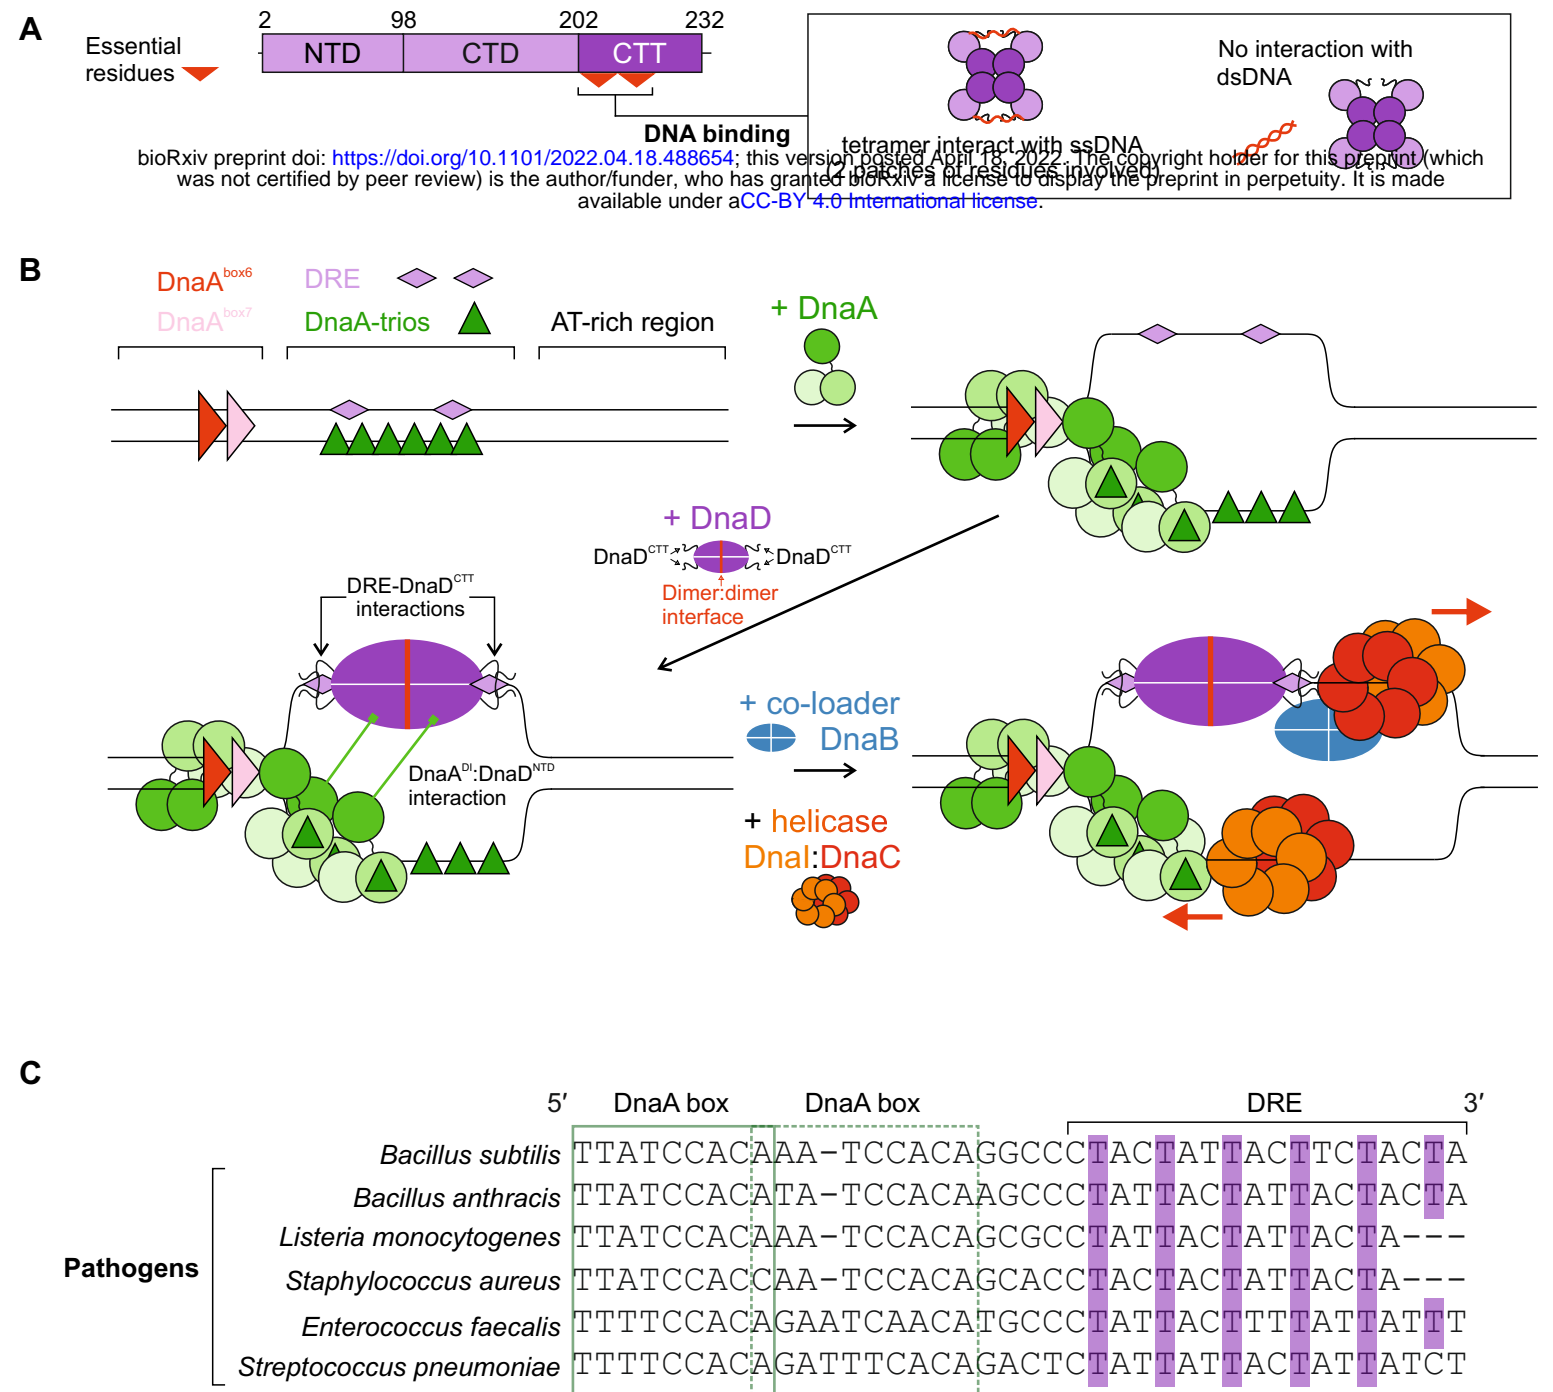 A
2 98 202 232
Essential
residues
NTD CTD CTT
DNA binding
No interaction with
dsDNA
tetramer interact with ssDNA
(2 patches of residues involved)
bioRxiv preprint doi: https://doi.org/10.1101/2022.04.18.488654; this version posted April 18, 2022. The copyright holder for this preprint (which
was not certified by peer review) is the author/funder, who has granted bioRxiv a license to display the preprint in perpetuity. It is made
available under aCC-BY 4.0 International license.
B
DnaAbox6 DRE
DnaAbox7 DnaA-trios AT-rich region
+ DnaA
+ DnaD
DnaDCTT DnaDCTT
Dimer:dimer
interface
DRE-DnaDCTT
interactions
DnaADI:DnaDNTD
interaction
+ co-loader
DnaB
+ helicase
DnaI:DnaC
C
5′ DnaA box DnaA box DRE 3′
Bacillus subtilis TTATCCACAAA-TCCACAGGCCCTACTATTACTTCTACTA
Bacillus anthracis TTATCCACATA-TCCACAAGCCCTATTACTATTACTACTA
Listeria monocytogenes TTATCCACAAA-TCCACAGCGCCTATTACTATTACTA---
Staphylococcus aureus TTATCCACCAA-TCCACAGCACCTACTACTATTACTA---
Enterococcus faecalis TTTTCCACAGAATCAACATGCCCTATTACTTTTATTATTT
Streptococcus pneumoniae TTTTCCACAGATTTCACAGACTCTATTATTACTATTATCT
Pathogens